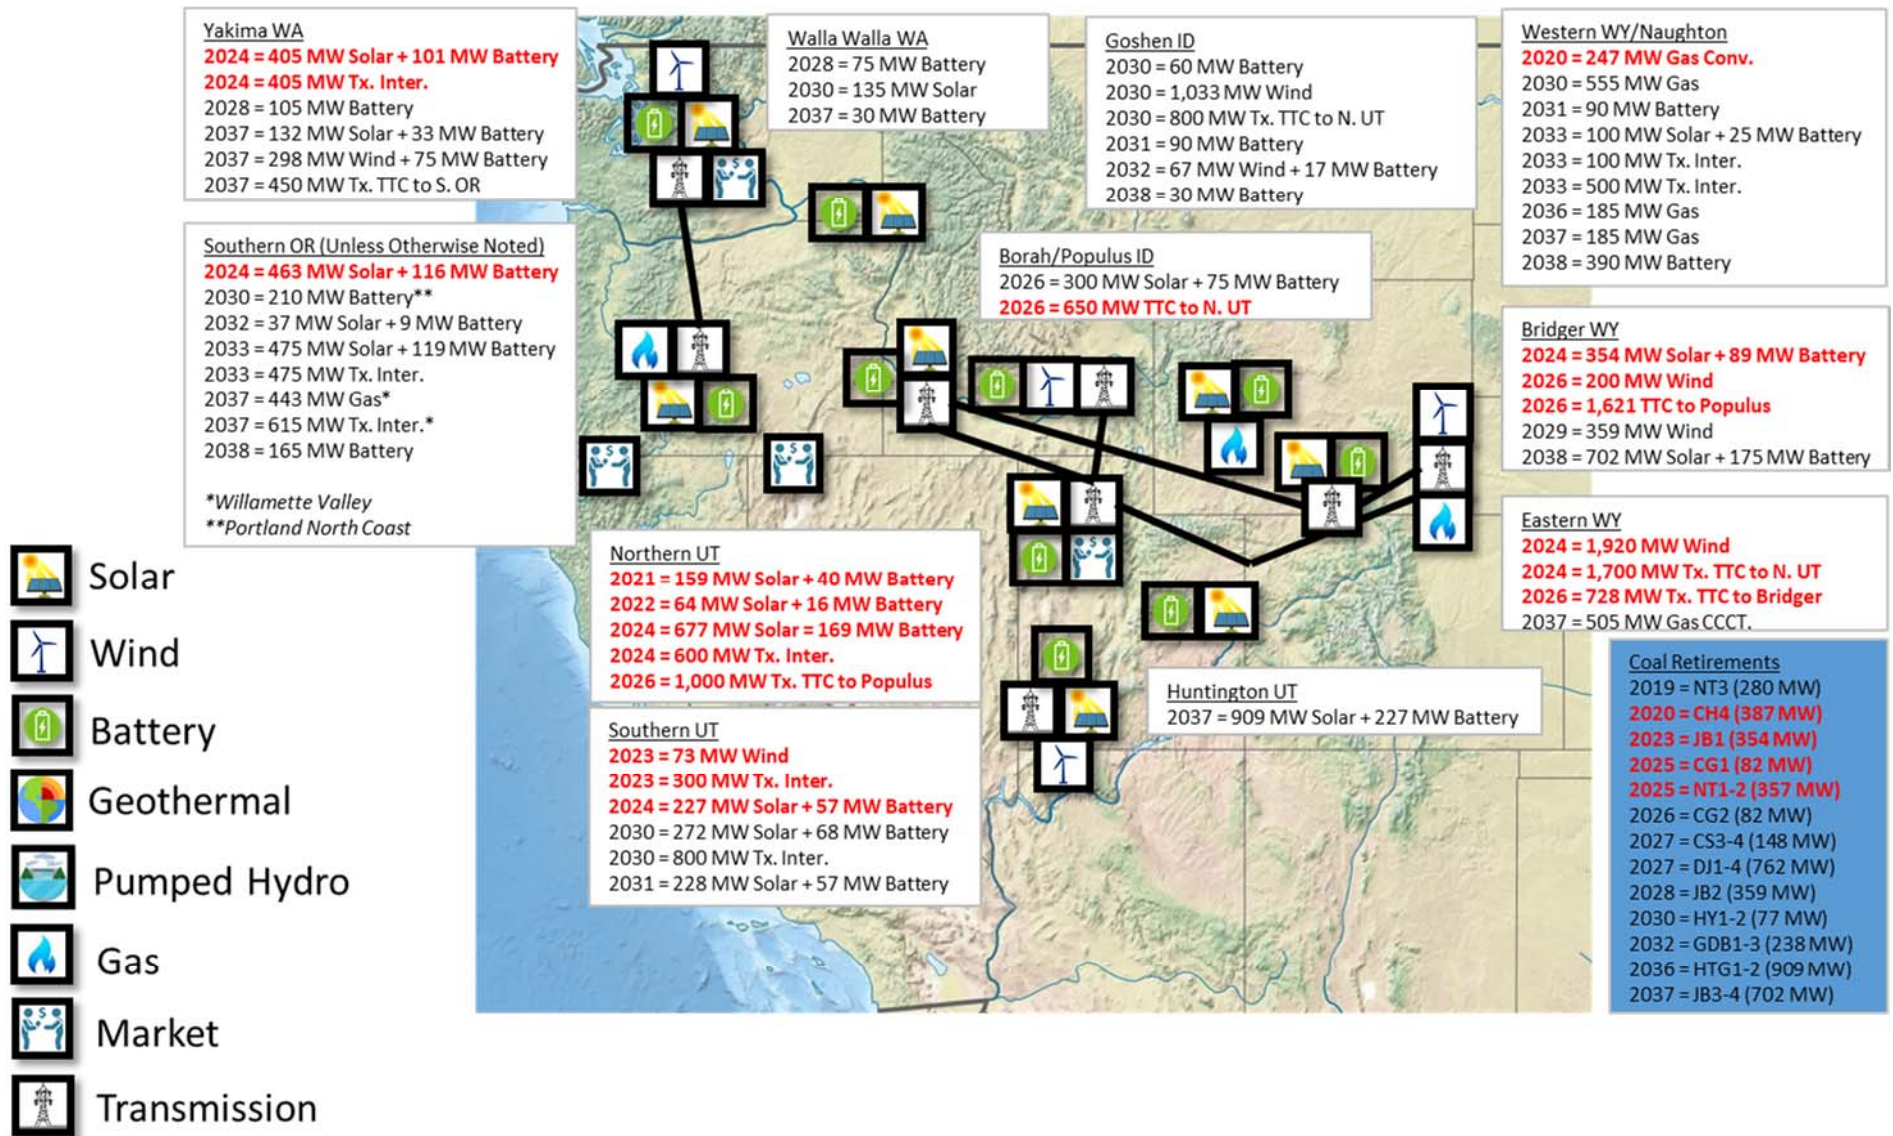 Yakima WA
2024 = 405 MW Solar + 101 MW Battery
2024 = 405 MW Tx. Inter.
2028 = 105 MW Battery
2037 = 132 MW Solar + 33 MW Battery
2037 = 298 MW Wind + 75 MW Battery
2037 = 450 MW Tx. TTC to S. OR
Walla Walla WA
2028 = 75 MW Battery
2030 = 135 MW Solar
2037 = 30 MW Battery
Goshen ID
2030 = 60 MW Battery
2030 = 1,033 MW Wind
2030 = 800 MW Tx. TTC to N. UT
2031 = 90 MW Battery
2032 = 67 MW Wind + 17 MW Battery
2038 = 30 MW Battery
Western WY/Naughton
2020 = 247 MW Gas Conv.
2030 = 555 MW Gas
2031 = 90 MW Battery
2033 = 100 MW Solar + 25 MW Battery
2033 = 100 MW Tx. Inter.
2033 = 500 MW Tx. Inter.
2036 = 185 MW Gas
2037 = 185 MW Gas
2038 = 390 MW Battery
Southern OR (Unless Otherwise Noted)
2024 = 463 MW Solar + 116 MW Battery
2030 = 210 MW Battery**
2032 = 37 MW Solar + 9 MW Battery
2033 = 475 MW Solar + 119 MW Battery
2033 = 475 MW Tx. Inter.
2037 = 443 MW Gas*
2037 = 615 MW Tx. Inter.*
2038 = 165 MW Battery
*Willamette Valley
**Portland North Coast
Borah/Populus ID
2026 = 300 MW Solar + 75 MW Battery
2026 = 650 MW TTC to N. UT
Bridger WY
2024 = 354 MW Solar + 89 MW Battery
2026 = 200 MW Wind
2026 = 1,621 TTC to Populus
2029 = 359 MW Wind
2038 = 702 MW Solar + 175 MW Battery
Eastern WY
2024 = 1,920 MW Wind
2024 = 1,700 MW Tx. TTC to N. UT
2026 = 728 MW Tx. TTC to Bridger
2037 = 505 MW Gas CCCT.
Northern UT
2021 = 159 MW Solar + 40 MW Battery
2022 = 64 MW Solar + 16 MW Battery
2024 = 677 MW Solar = 169 MW Battery
2024 = 600 MW Tx. Inter.
2026 = 1,000 MW Tx. TTC to Populus
Southern UT
2023 = 73 MW Wind
2023 = 300 MW Tx. Inter.
2024 = 227 MW Solar + 57 MW Battery
2030 = 272 MW Solar + 68 MW Battery
2030 = 800 MW Tx. Inter.
2031 = 228 MW Solar + 57 MW Battery
Huntington UT
2037 = 909 MW Solar + 227 MW Battery
Coal Retirements
2019 = NT3 (280 MW)
2020 = CH4 (387 MW)
2023 = JB1 (354 MW)
2025 = CG1 (82 MW)
2025 = NT1-2 (357 MW)
2026 = CG2 (82 MW)
2027 = CS3-4 (148 MW)
2027 = DJ1-4 (762 MW)
2028 = JB2 (359 MW)
2030 = HY1-2 (77 MW)
2032 = GDB1-3 (238 MW)
2036 = HTG1-2 (909 MW)
2037 = JB3-4 (702 MW)
Solar
Wind
Battery
Geothermal
Pumped Hydro
Gas
Market
Transmission